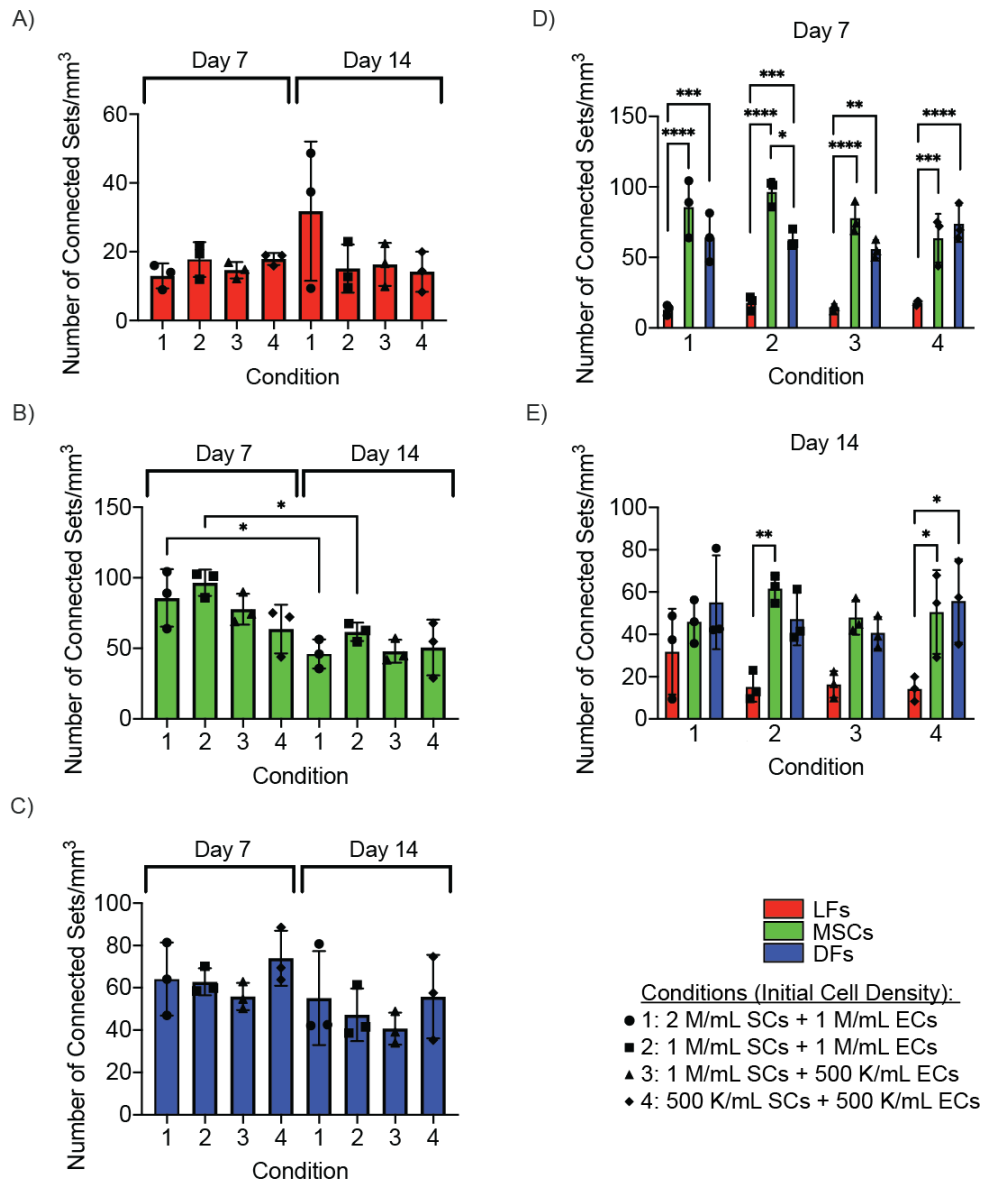 A)
Day 7 Day 14
Number of Connected Sets/mm³
60
40
20
0
1 2 3 4 1 2 3 4
Condition
B)
Day 7 Day 14
Number of Connected Sets/mm³
150
100
50
0
* *
1 2 3 4 1 2 3 4
Condition
C)
Day 7 Day 14
Number of Connected Sets/mm³
100
80
60
40
20
0
1 2 3 4 1 2 3 4
Condition
D)
Day 7
Number of Connected Sets/mm³
150
100
50
0
*** *** ** ****
**** **** * **** ***
1 2 3 4
Condition
E)
Day 14
Number of Connected Sets/mm³
100
80
60
40
20
0
** * *
1 2 3 4
Condition
LFs
MSCs
DFs
Conditions (Initial Cell Density):
1: 2 M/mL SCs + 1 M/mL ECs
2: 1 M/mL SCs + 1 M/mL ECs
3: 1 M/mL SCs + 500 K/mL ECs
4: 500 K/mL SCs + 500 K/mL ECs